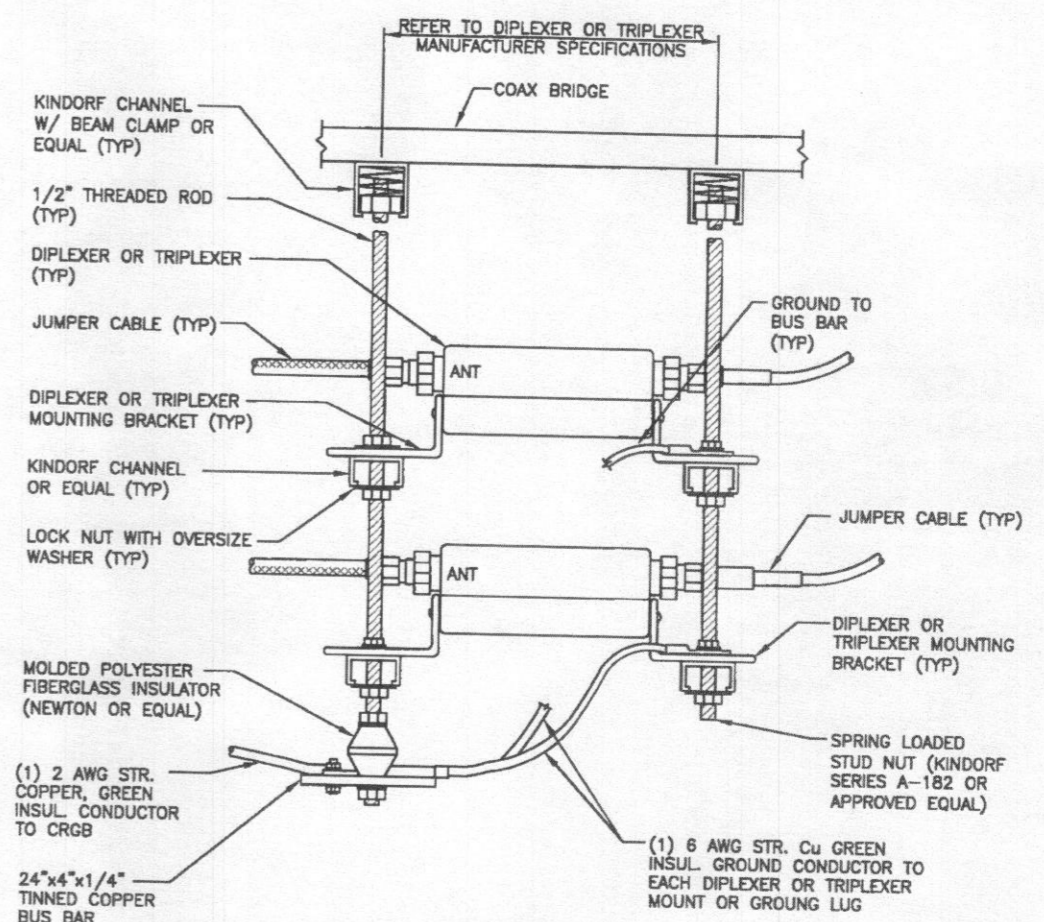 REFER TO DIPLEXER OR TRIPLEXER
MANUFACTURER SPECIFICATIONS
COAX BRIDGE
KINDORF CHANNEL
W/ BEAM CLAMP OR
EQUAL (TYP)
1/2" THREADED ROD
(TYP)
DIPLEXER OR TRIPLEXER
(TYP)
JUMPER CABLE (TYP)
DIPLEXER OR TRIPLEXER
MOUNTING BRACKET (TYP)
KINDORF CHANNEL
OR EQUAL (TYP)
LOCK NUT WITH OVERSIZE
WASHER (TYP)
MOLDED POLYESTER
FIBERGLASS INSULATOR
(NEWTON OR EQUAL)
(1) 2 AWG STR.
COPPER, GREEN
INSUL. CONDUCTOR
TO CRGB
24"x4"x1/4"
TINNED COPPER
BUS BAR
ANT
ANT
GROUND TO
BUS BAR
(TYP)
JUMPER CABLE (TYP)
DIPLEXER OR
TRIPLEXER MOUNTING
BRACKET (TYP)
SPRING LOADED
STUD NUT (KINDORF
SERIES A-182 OR
APPROVED EQUAL)
(1) 6 AWG STR. Cu GREEN
INSUL. GROUND CONDUCTOR TO
EACH DIPLEXER OR TRIPLEXER
MOUNT OR GROUNG LUG